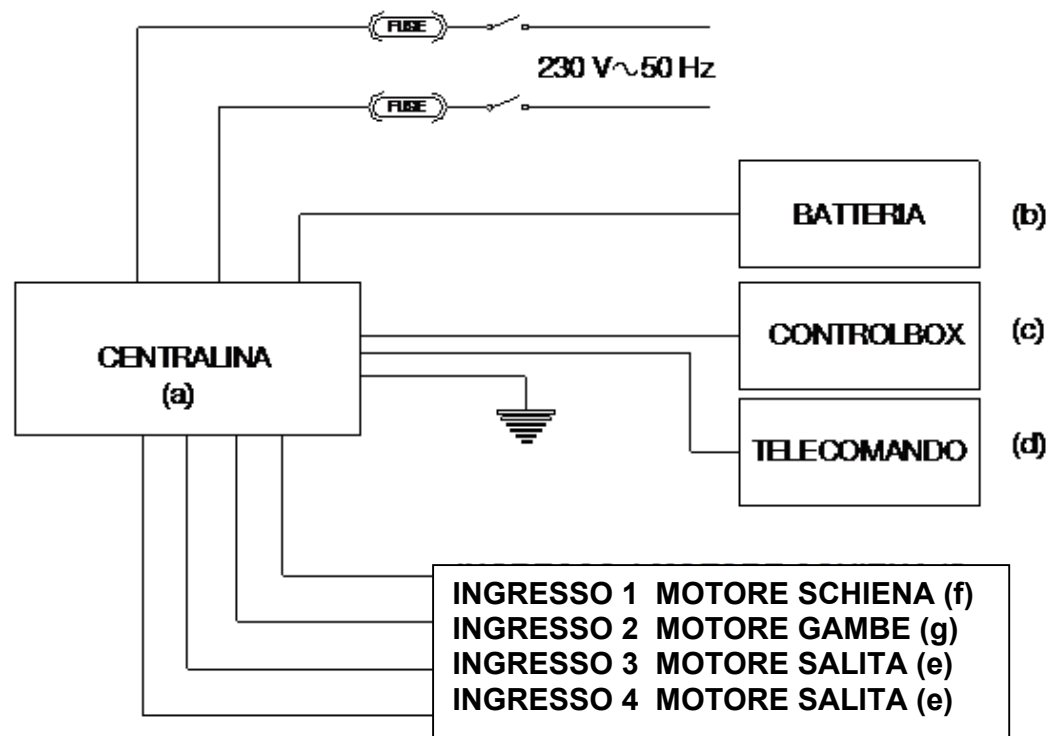 FUSE
230 V~50 Hz
FUSE
BATTERIA (b)
CENTRALINA
(a)
CONTROLBOX (c)
TELECOMANDO (d)
INGRESSO 1 MOTORE SCHIENA (f)
INGRESSO 2 MOTORE GAMBE (g)
INGRESSO 3 MOTORE SALITA (e)
INGRESSO 4 MOTORE SALITA (e)